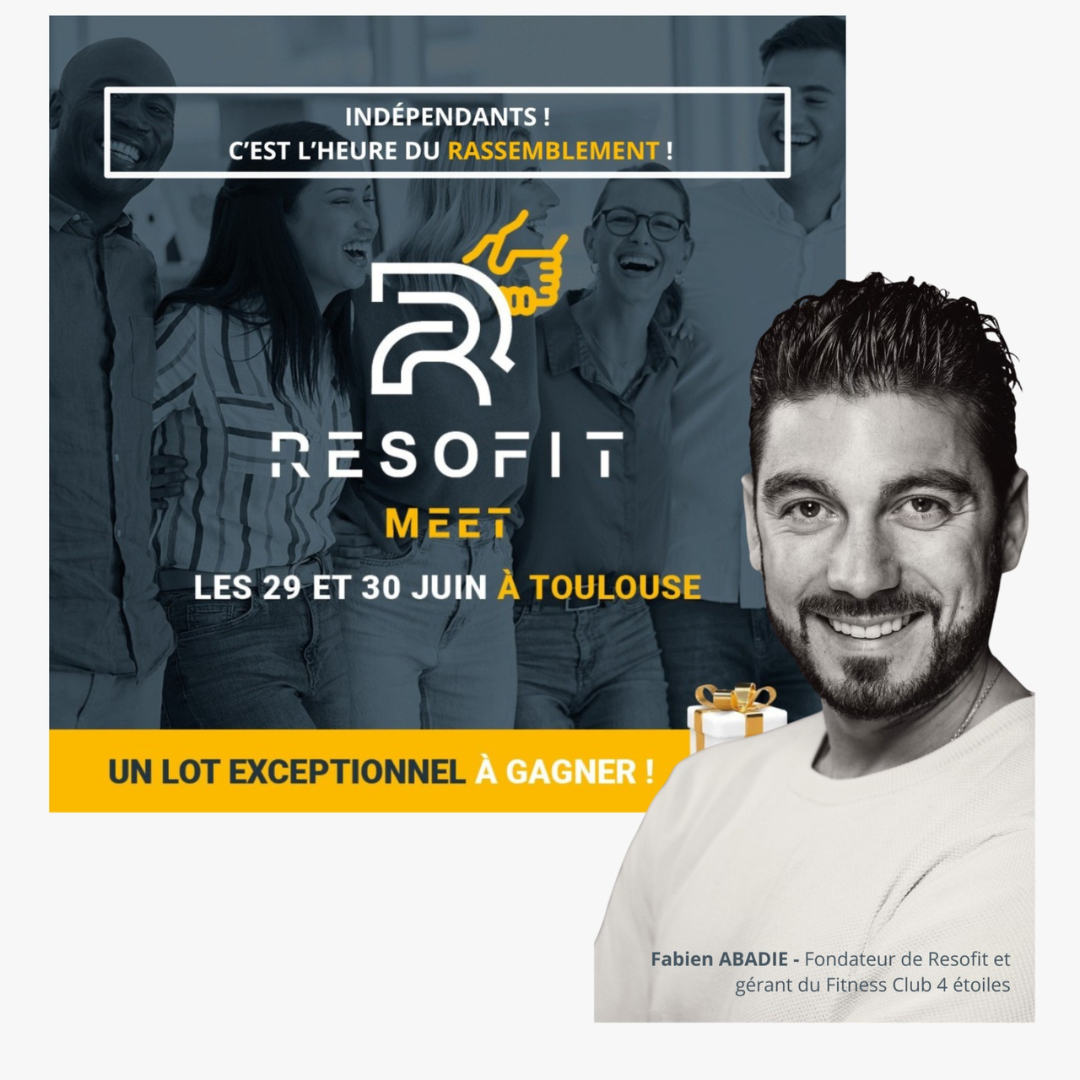 INDÉPENDANTS !
C'EST L'HEURE DU RASSEMBLEMENT !
RESOFIT
MEET
LES 29 ET 30 JUIN À TOULOUSE
UN LOT EXCEPTIONNEL À GAGNER !
Fabien ABADIE - Fondateur de Resofit et
gérant du Fitness Club 4 étoiles